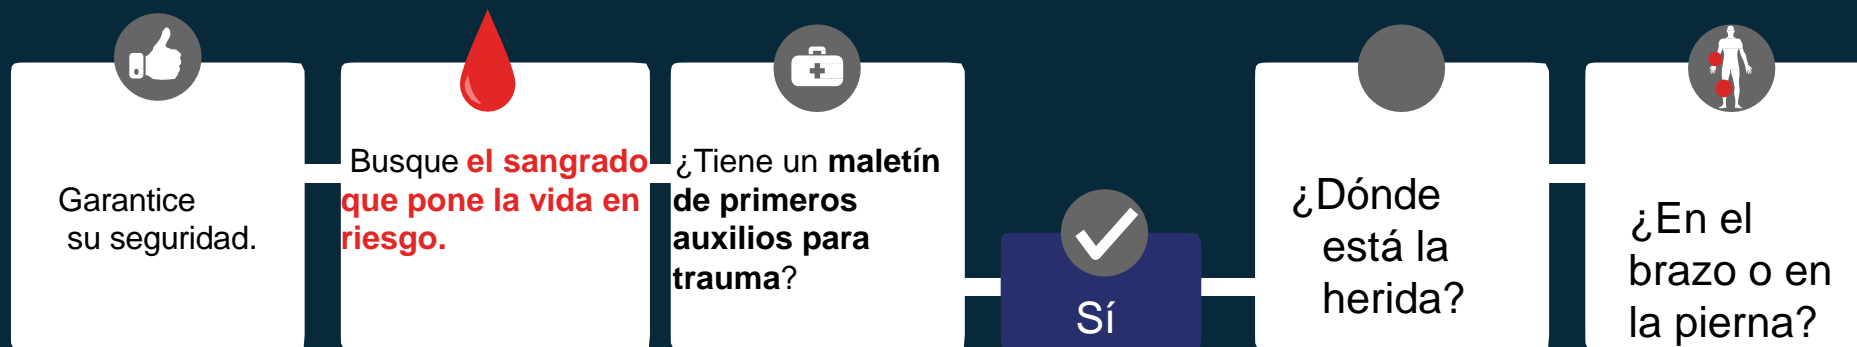 Garantice
su seguridad.
Busque el sangrado
que pone la vida en
riesgo.
¿Tiene un maletín
de primeros
auxilios para
trauma?
Sí
¿Dónde
está la
herida?
¿En el
brazo o en
la pierna?